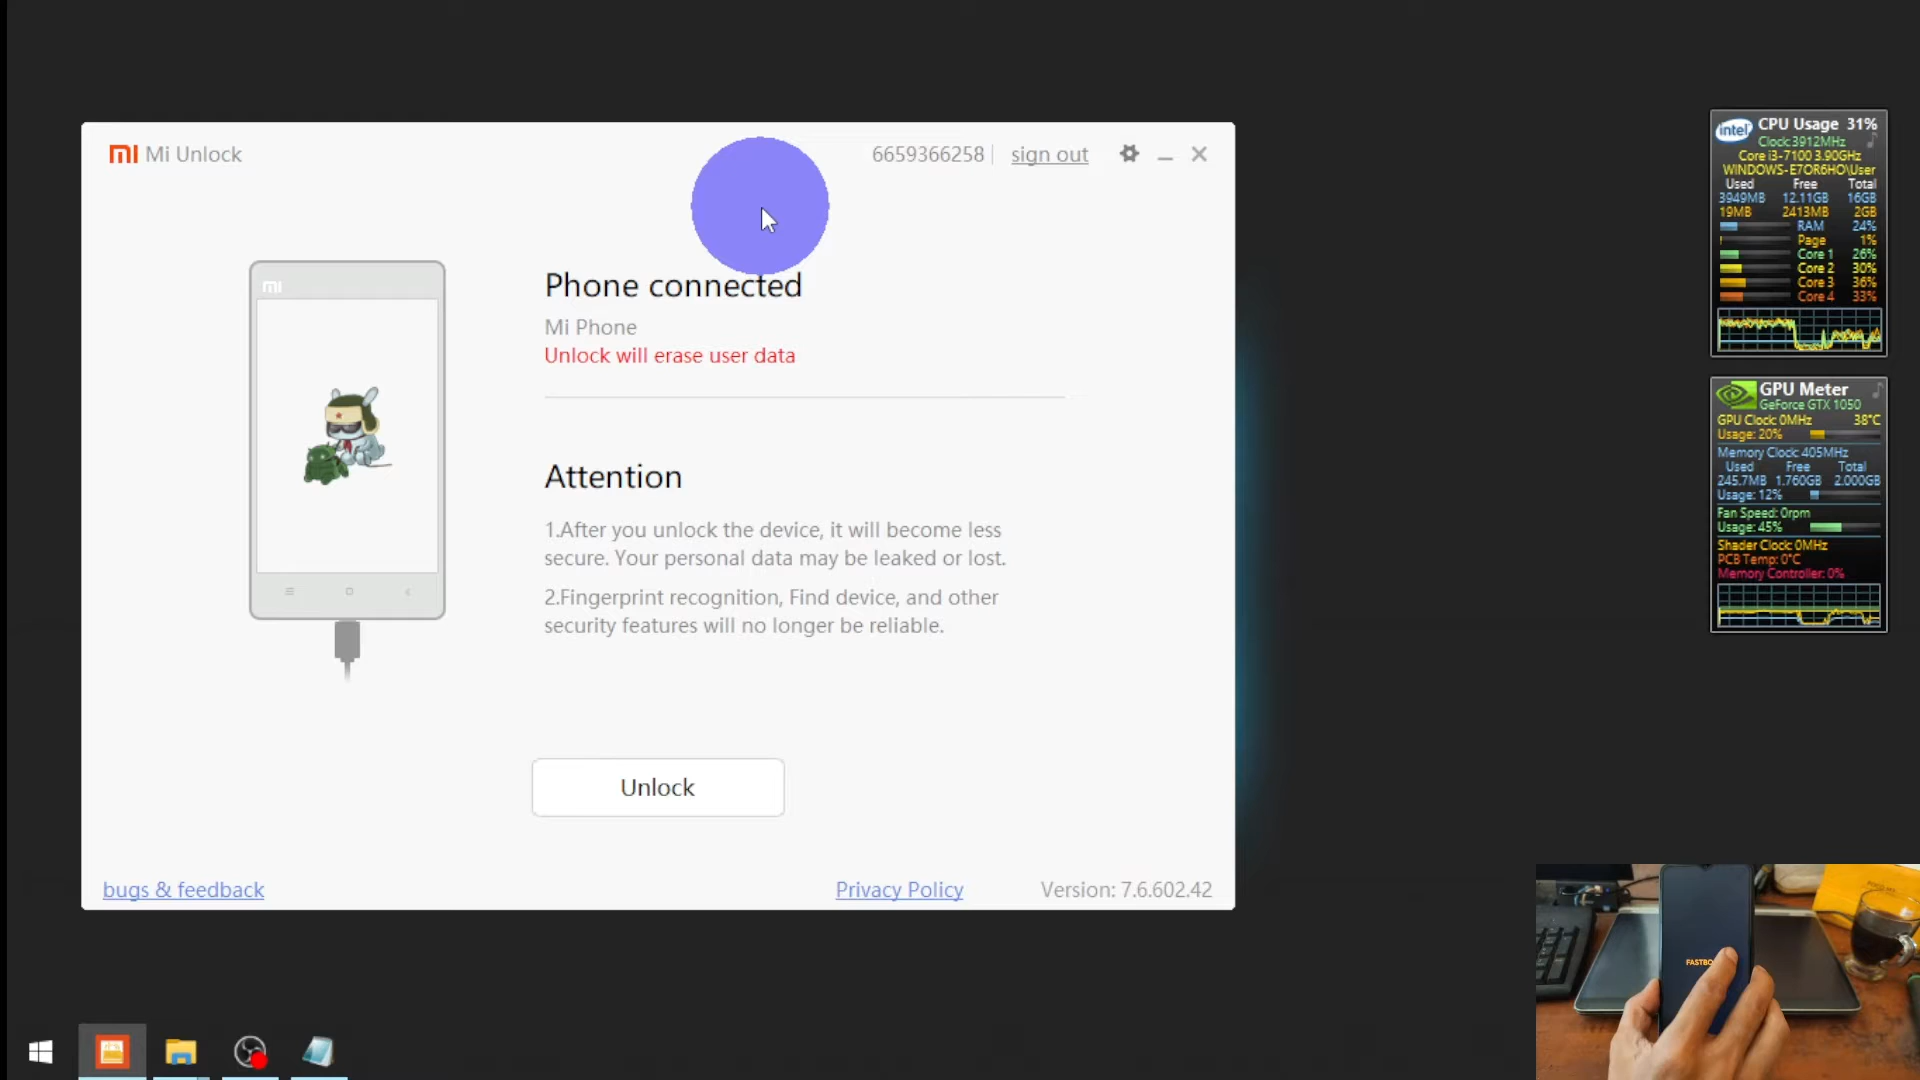 Mi Unlock
6659366258
sign out
mi
Phone connected
Mi Phone
Unlock will erase user data
Attention
1.After you unlock the device, it will become less
secure. Your personal data may be leaked or lost.
2.Fingerprint recognition, Find device, and other
security features will no longer be reliable.
Unlock
bugs & feedback
Privacy Policy
Version: 7.6.602.42
intel
CPU Usage 31%
Clock:3912MHz
Core i3-7100 3.90GHz
WINDOWS-E7OR6HO\User
Used Free Total
3949MB 12.11GB 16GB
19MB 2413MB 2GB
RAM 24%
Page 1%
Core 1 26%
Core 2 30%
Core 3 36%
Core 4 33%
GPU Meter
GeForce GTX 1050
GPU Clock: 0MHz 38°C
Usage: 20%
Memory Clock: 405MHz
Used Free Total
245.7MB 1.760GB 2.000GB
Usage: 12%
Fan Speed: 0rpm
Usage: 45%
Shader Clock: 0MHz
PCB Temp: 0°C
Memory Controller: 0%
FASTBO